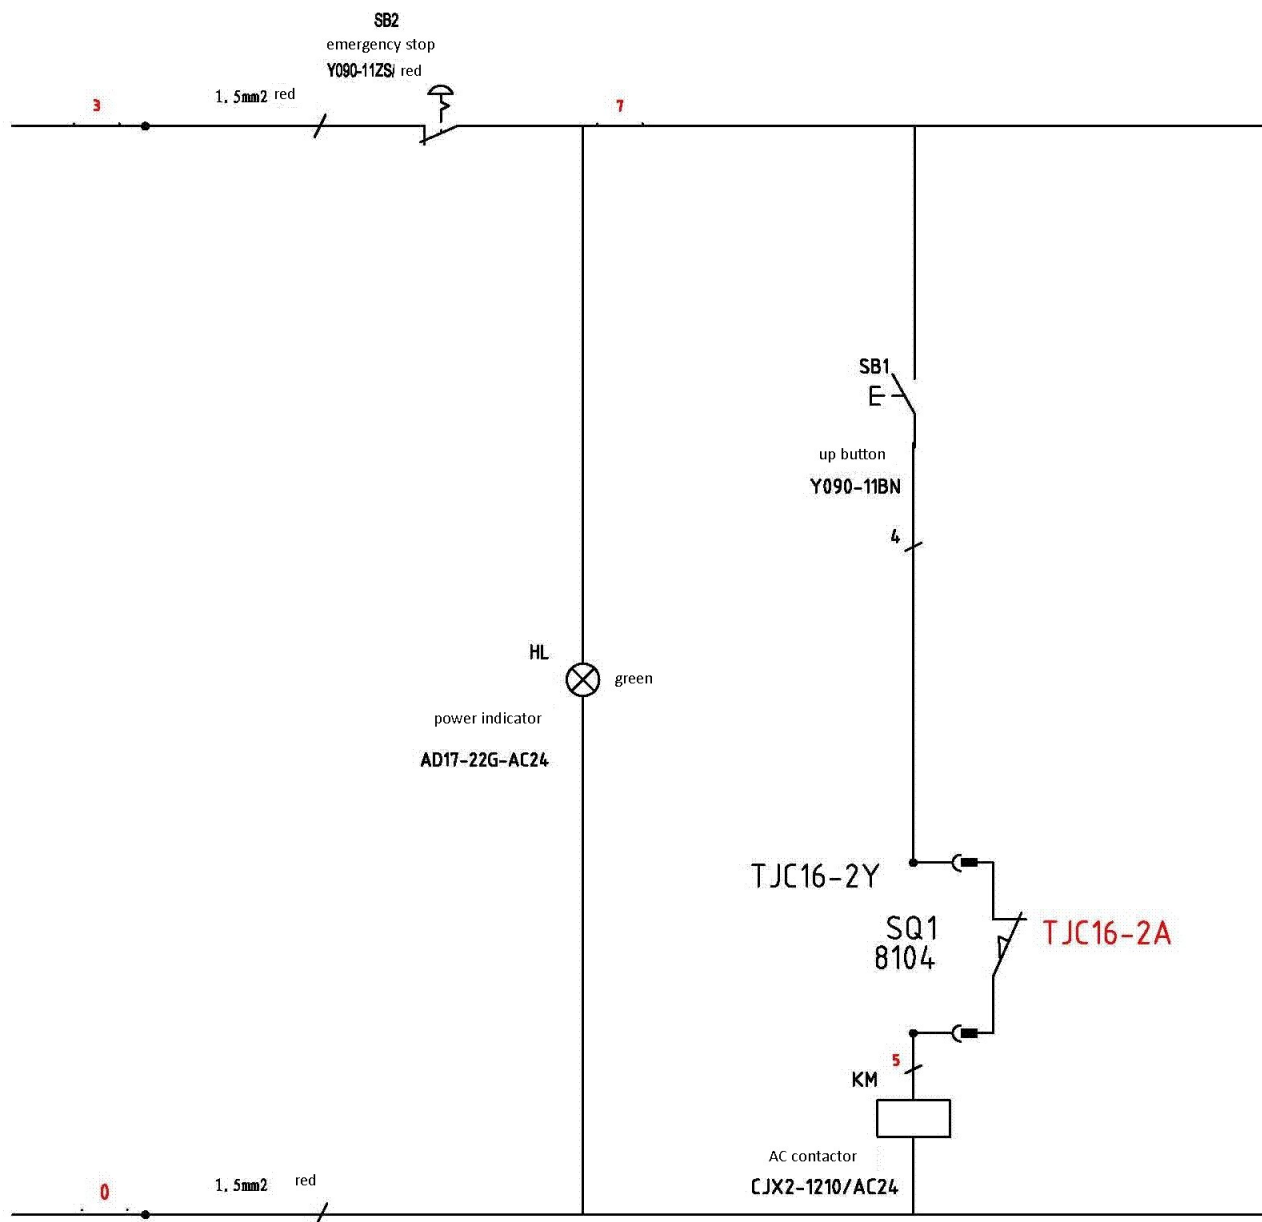 SB2
emergency stop
Y090-11ZS/ red
3
1.5mm2 red
7
SB1
up button
Y090-11BN
4
HL
green
power indicator
AD17-22G-AC24
TJC16-2Y
SQ1
8104
TJC16-2A
5
KM
AC contactor
CJX2-1210/AC24
0
1.5mm2 red